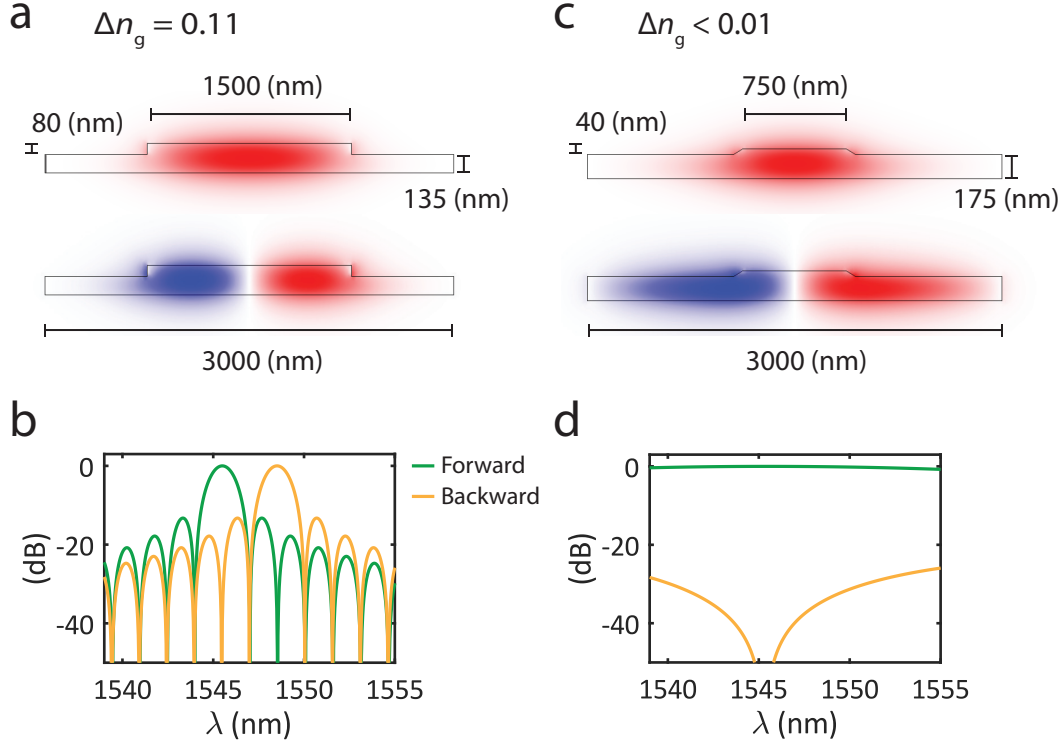 a
Δn_g = 0.11
1500 (nm)
80 (nm)
135 (nm)
3000 (nm)
c
Δn_g < 0.01
750 (nm)
40 (nm)
175 (nm)
3000 (nm)
b
0
-20
-40
(dB)
1540
1545
1550
1555
λ (nm)
Forward
Backward
d
0
-20
-40
(dB)
1540
1545
1550
1555
λ (nm)